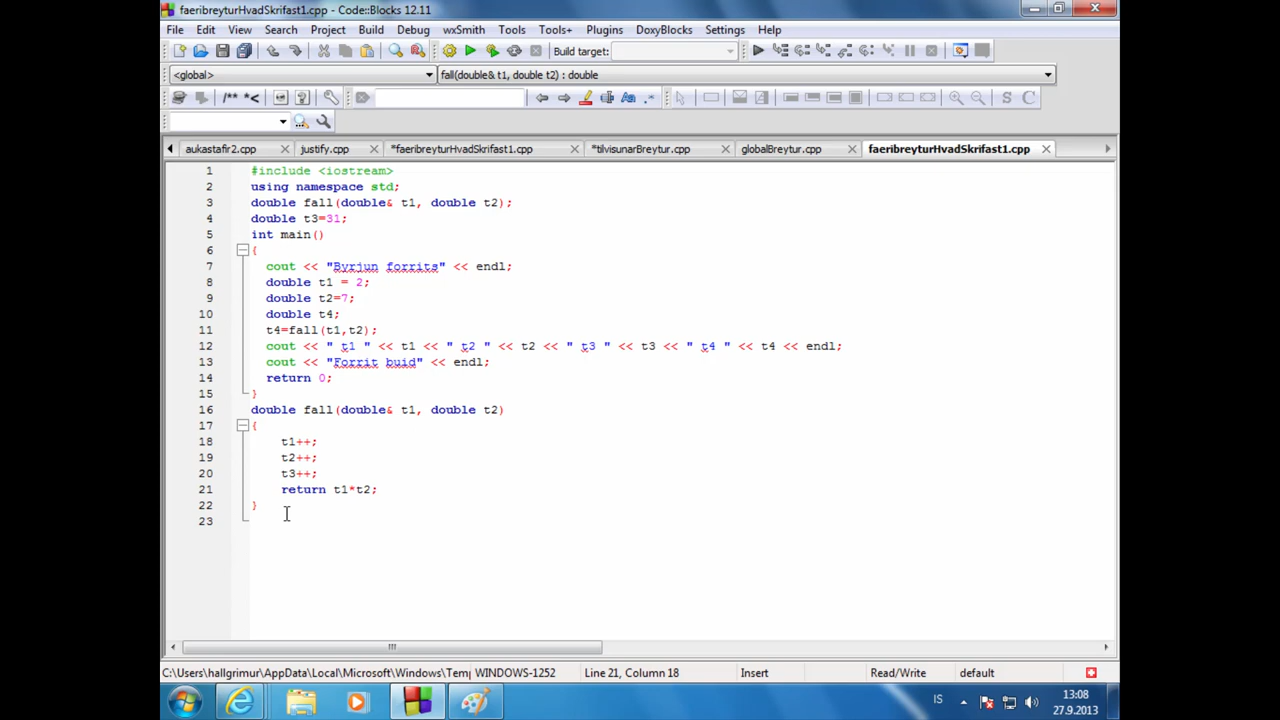 faeribreyturHvadSkrifast1.cpp - Code::Blocks 12.11
File Edit View Search Project Build Debug wxSmith Tools Tools+ Plugins DoxyBlocks Settings Help
Build target:
<global> fall(double& t1, double t2) : double
/** *<
S C
aukastafir2.cpp justify.cpp *faeribreyturHvadSkrifast1.cpp *tilvisunarBreytur.cpp globalBreytur.cpp faeribreyturHvadSkrifast1.cpp
1 #include <iostream>
2 using namespace std;
3 double fall(double& t1, double t2);
4 double t3=31;
5 int main()
6 {
7 cout << "Byrjun forrits" << endl;
8 double t1 = 2;
9 double t2=7;
10 double t4;
11 t4=fall(t1,t2);
12 cout << " t1 " << t1 << " t2 " << t2 << " t3 " << t3 << " t4 " << t4 << endl;
13 cout << "Forrit buid" << endl;
14 return 0;
15 }
16 double fall(double& t1, double t2)
17 {
18 t1++;
19 t2++;
20 t3++;
21 return t1*t2;
22 }
23
C:\Users\hallgrimur\AppData\Local\Microsoft\Windows\Temp WINDOWS-1252 Line 21, Column 18 Insert Read/Write default
IS 13:08
27.9.2013